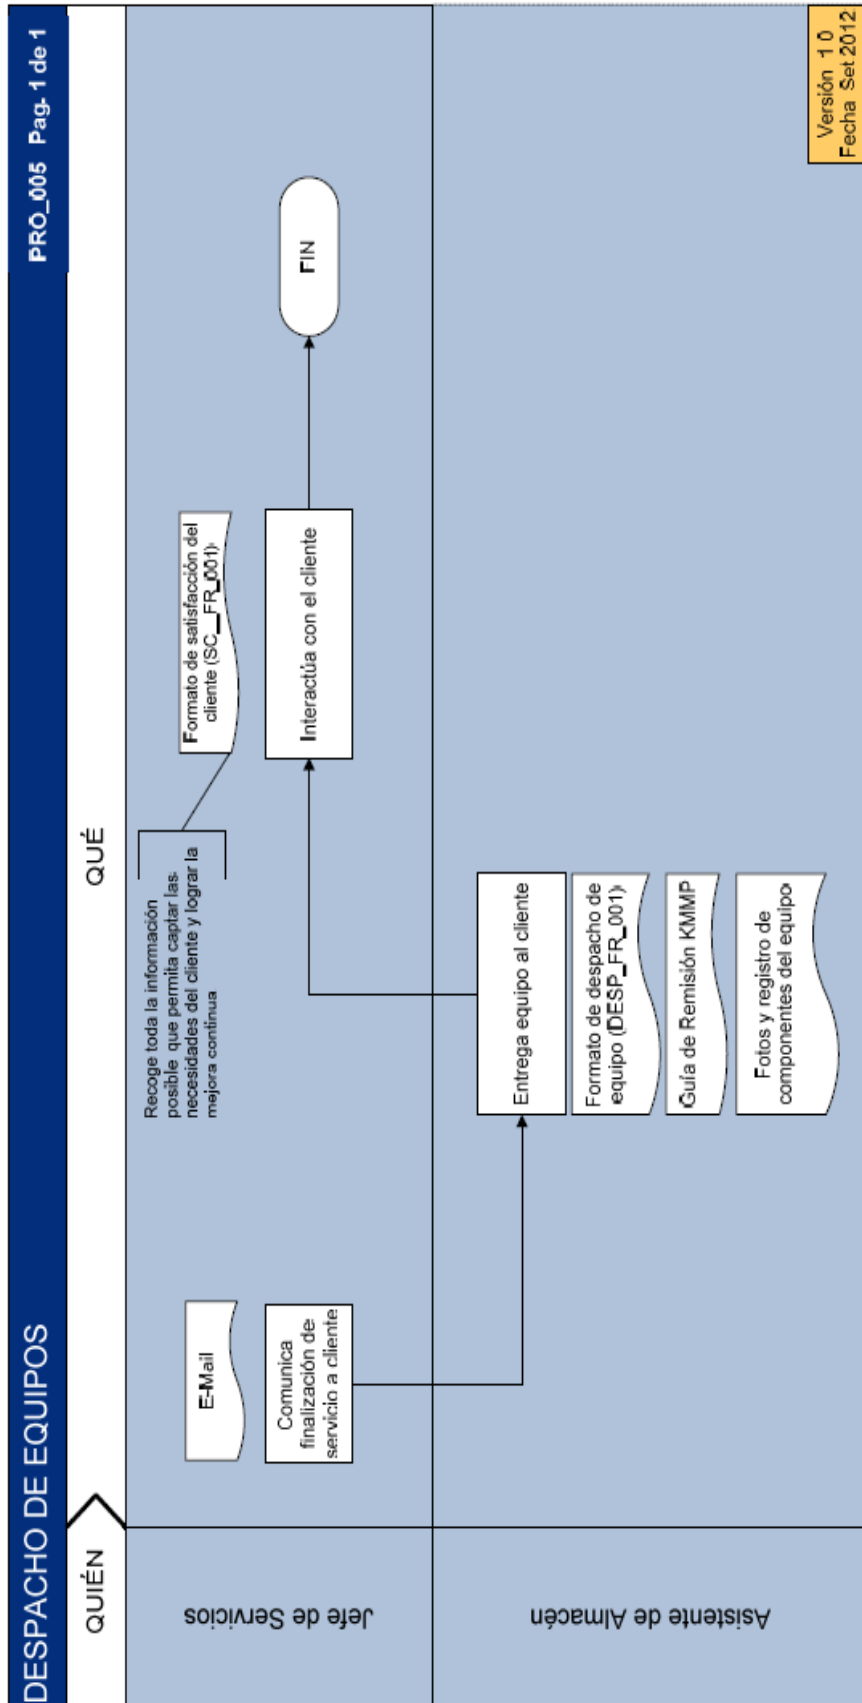 DESPACHO DE EQUIPOS
PRO_005 Pag. 1 de 1
QUIÉN
QUÉ
Jefe de Servicios
E-Mail
Comunica
finalización de
servicio a cliente
Recoge toda la información
posible que permita captar las
necesidades del cliente y lograr la
mejora continua
Formato de satisfacción del
cliente (SC__FR_001)
Interactúa con el cliente
FIN
Asistente de Almacén
Entrega equipo al cliente
Formato de despacho de
equipo (DESP_FR_001)
Guía de Remisión KMMP
Fotos y registro de
componentes del equipo
Versión 1 0
Fecha Set 2012